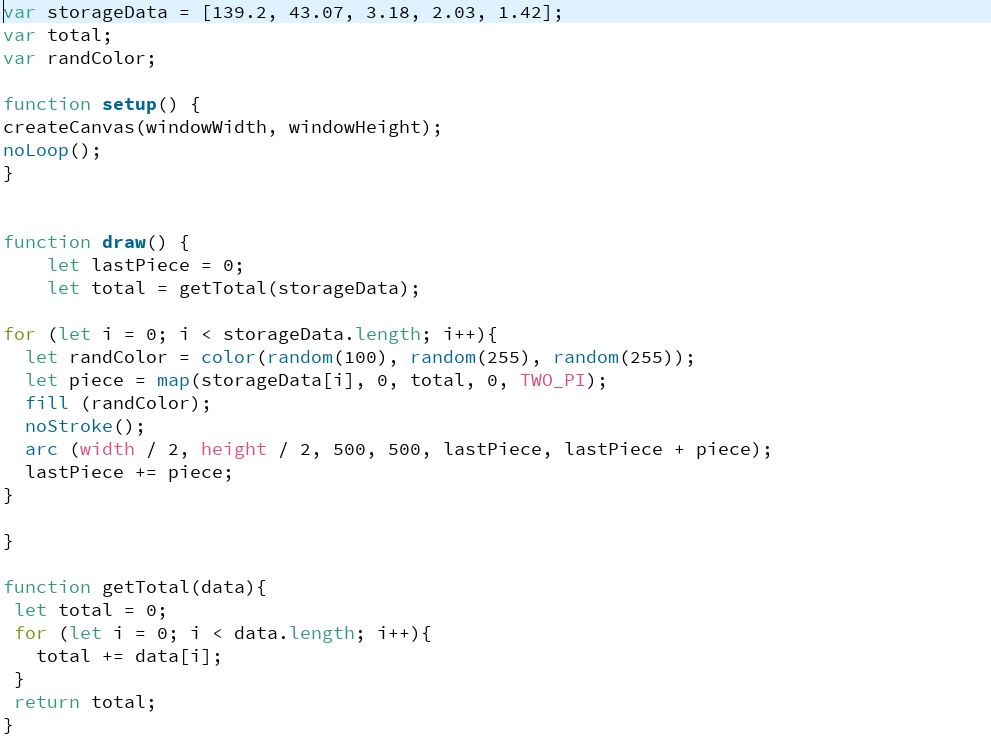 var storageData = [139.2, 43.07, 3.18, 2.03, 1.42];
var total;
var randColor;
function setup() {
createCanvas(windowWidth, windowHeight);
noLoop();
}
function draw() {
let lastPiece = 0;
let total = getTotal(storageData);
for (let i = 0; i < storageData.length; i++){
let randColor = color(random(100), random(255), random(255));
let piece = map(storageData[i], 0, total, 0, TWO_PI);
fill (randColor);
noStroke();
arc (width / 2, height / 2, 500, 500, lastPiece, lastPiece + piece);
lastPiece += piece;
}
}
function getTotal(data){
let total = 0;
for (let i = 0; i < data.length; i++){
total += data[i];
}
return total;
}